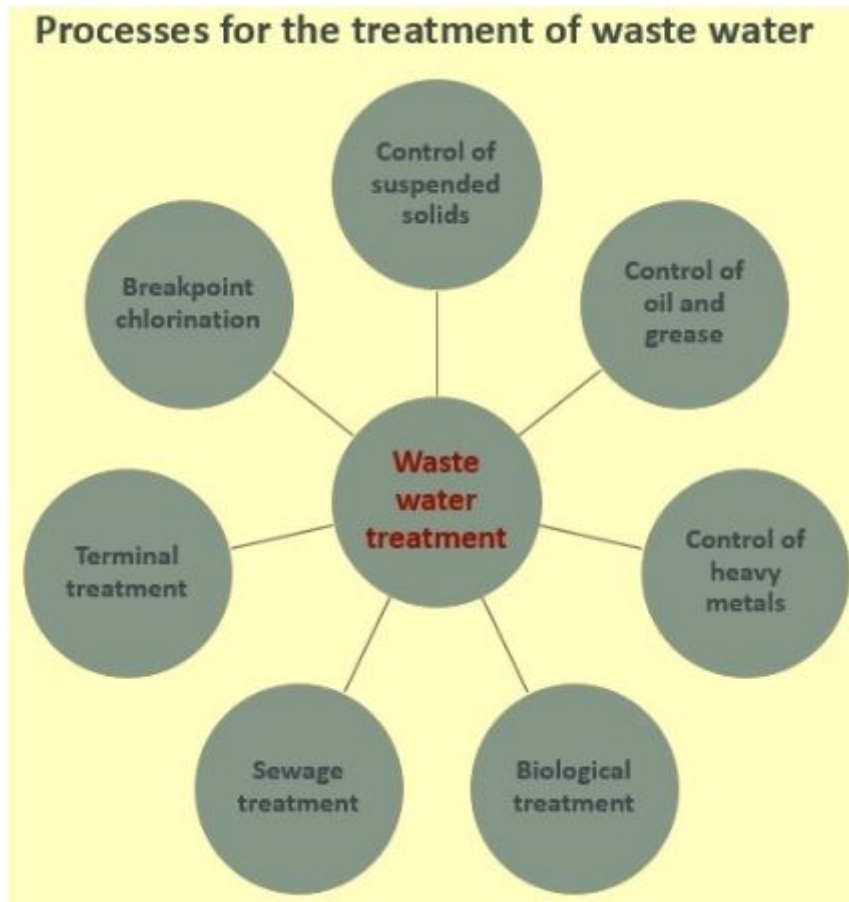 Processes for the treatment of waste water
Control of
suspended
solids
Control of
oil and
grease
Control of
heavy
metals
Biological
treatment
Sewage
treatment
Terminal
treatment
Breakpoint
chlorination
Waste
water
treatment